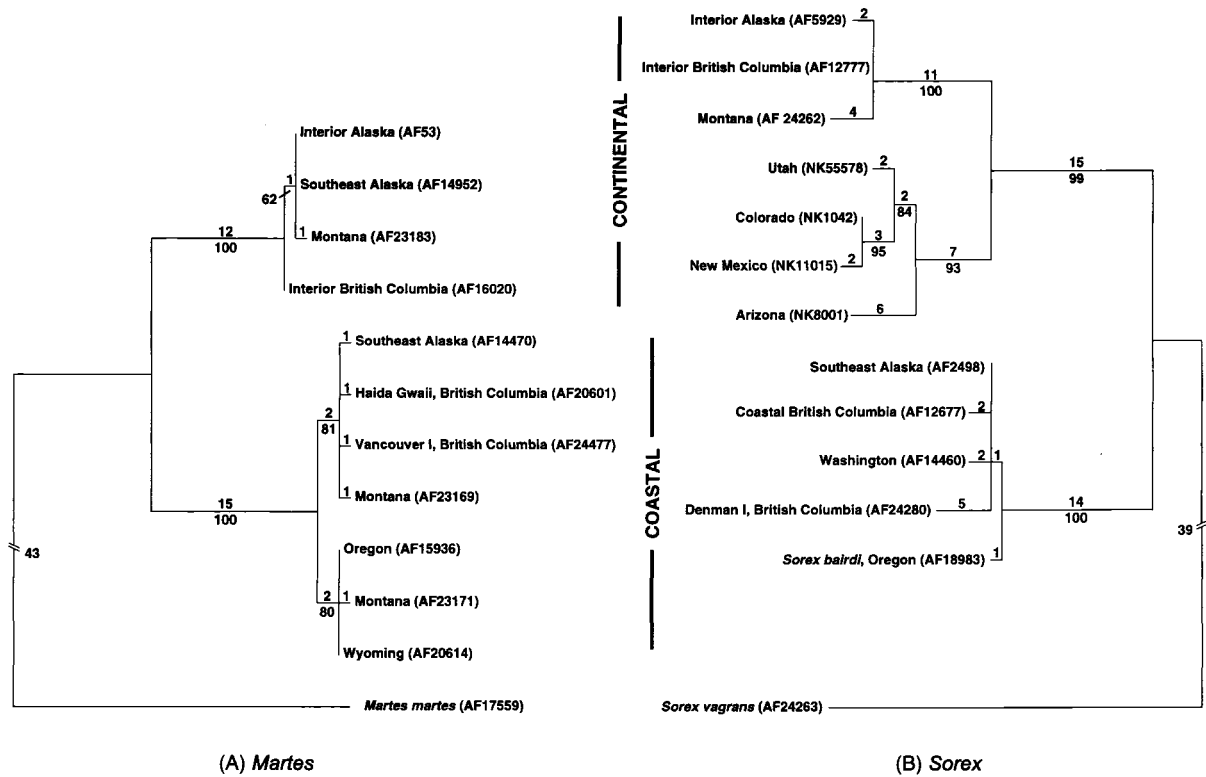 Interior Alaska (AF53)
1
Southeast Alaska (AF14952)
62
1
Montana (AF23183)
12
100
Interior British Columbia (AF16020)
1
Southeast Alaska (AF14470)
1
Haida Gwaii, British Columbia (AF20601)
2
81
1
Vancouver I, British Columbia (AF24477)
1
Montana (AF23169)
15
100
Oregon (AF15936)
2
80
1
Montana (AF23171)
Wyoming (AF20614)
43
Martes martes (AF17559)
(A) Martes
CONTINENTAL
COASTAL
Interior Alaska (AF5929)
2
Interior British Columbia (AF12777)
11
100
Montana (AF 24262)
4
Utah (NK55578)
2
15
99
2
84
Colorado (NK1042)
3
95
New Mexico (NK11015)
2
7
93
Arizona (NK8001)
6
Southeast Alaska (AF2498)
Coastal British Columbia (AF12677)
2
Washington (AF14460)
2
1
Denman I, British Columbia (AF24280)
5
14
100
Sorex bairdi, Oregon (AF18983)
1
39
Sorex vagrans (AF24263)
(B) Sorex